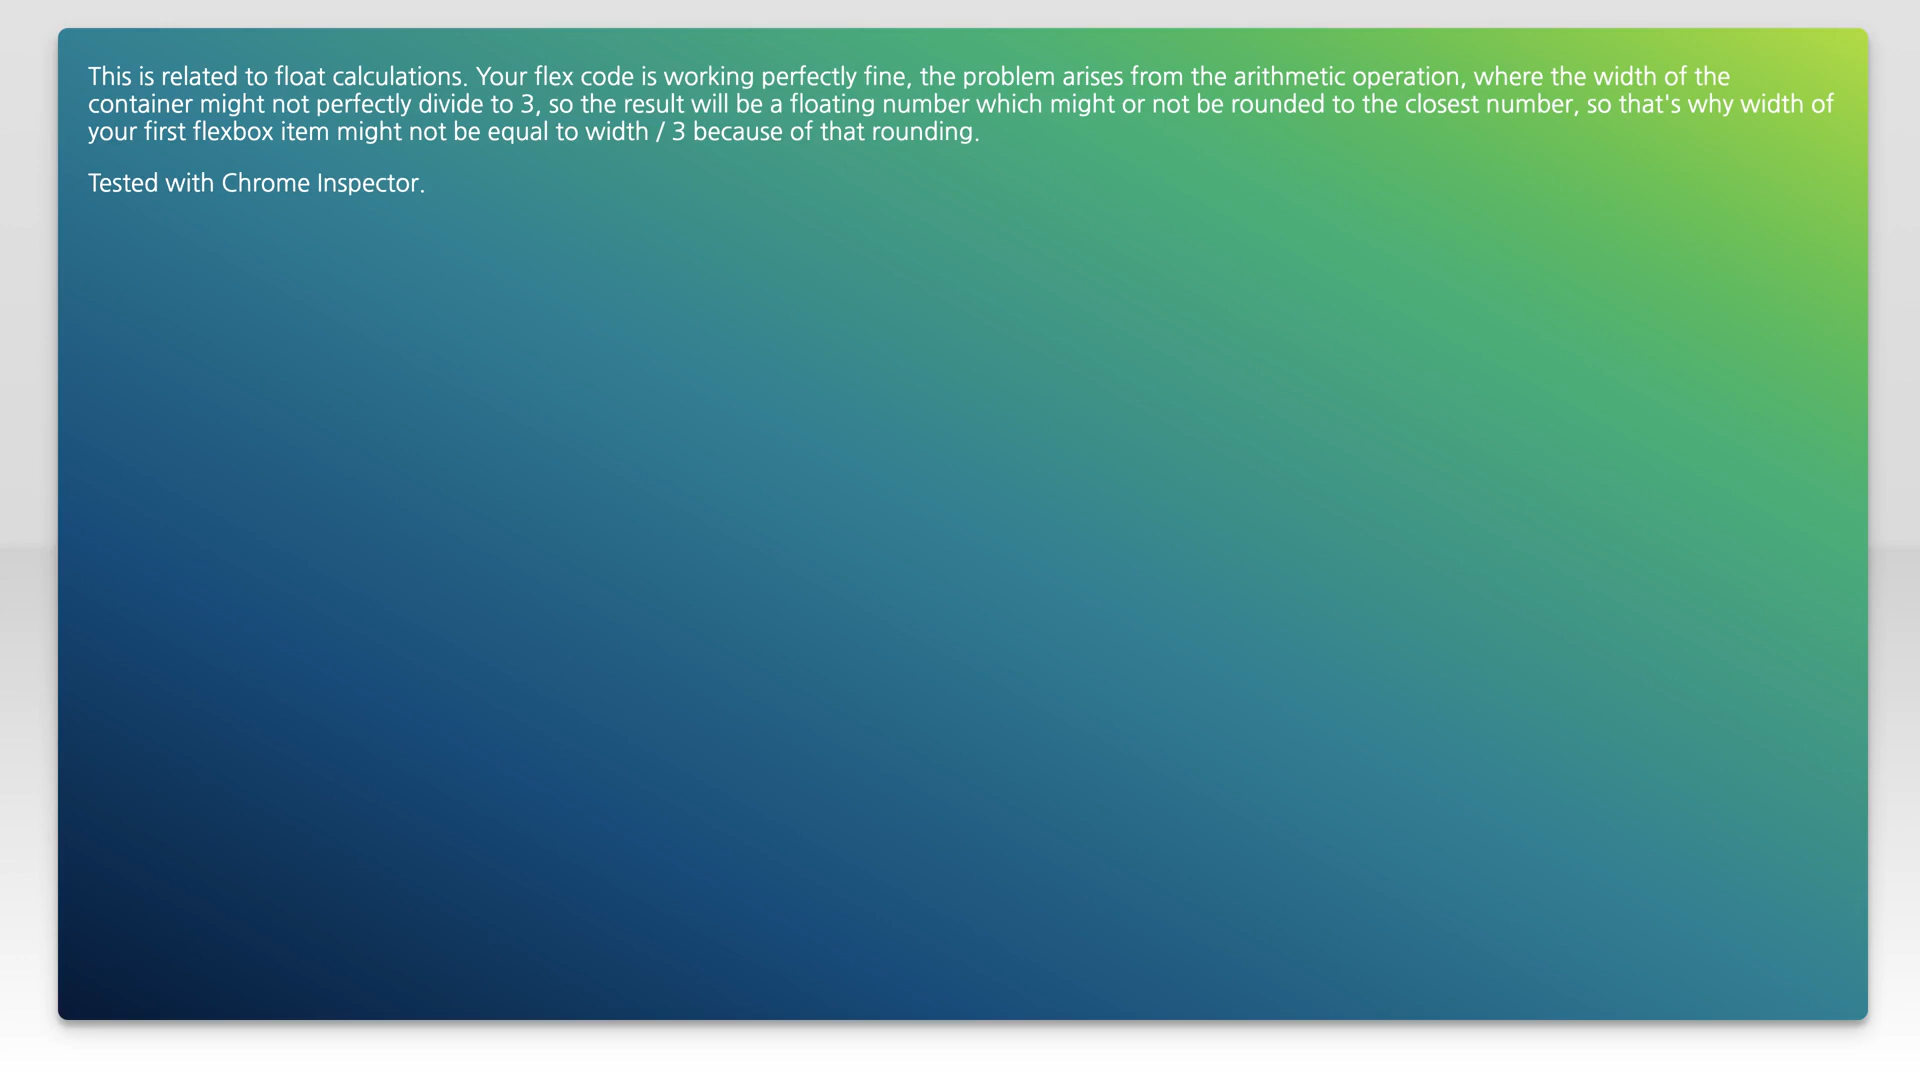 This is related to float calculations. Your flex code is working perfectly fine, the problem arises from the arithmetic operation, where the width of the
container might not perfectly divide to 3, so the result will be a floating number which might or not be rounded to the closest number, so that's why width of
your first flexbox item might not be equal to width / 3 because of that rounding.
Tested with Chrome Inspector.